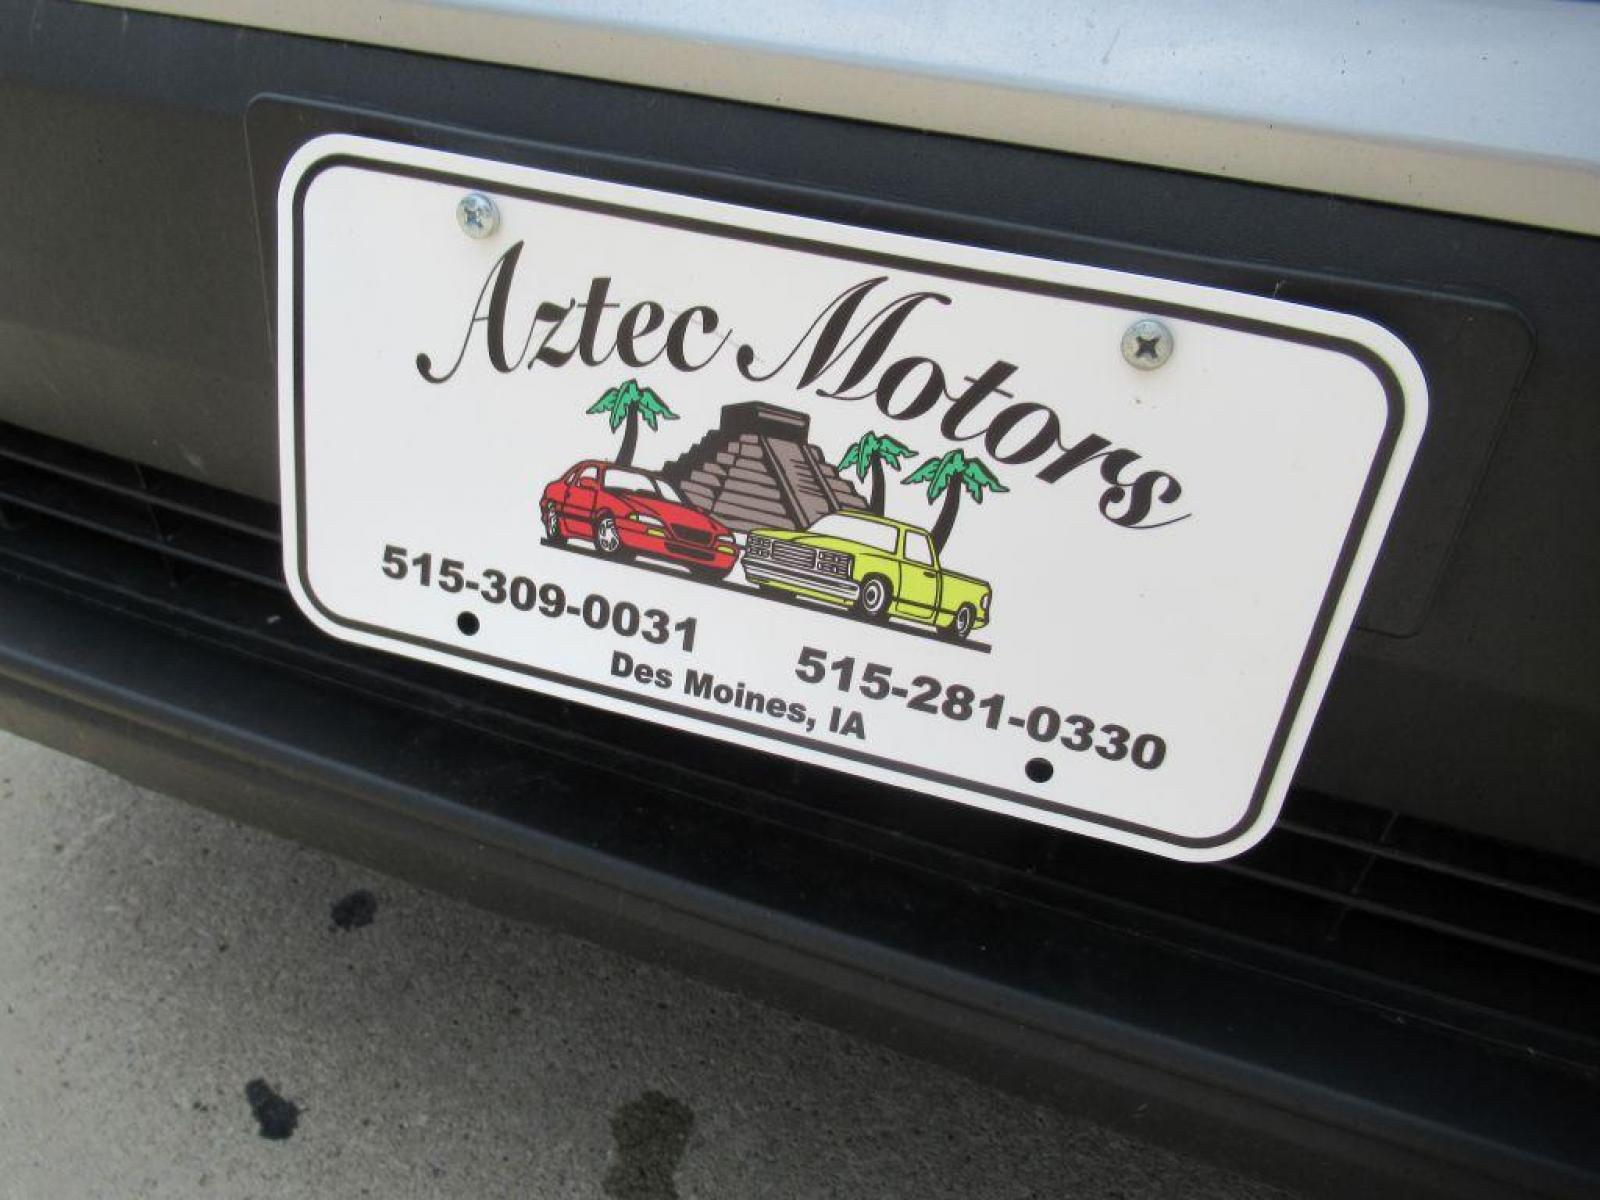 Aztec Motors
515-309-0031
515-281-0330
Des Moines, IA